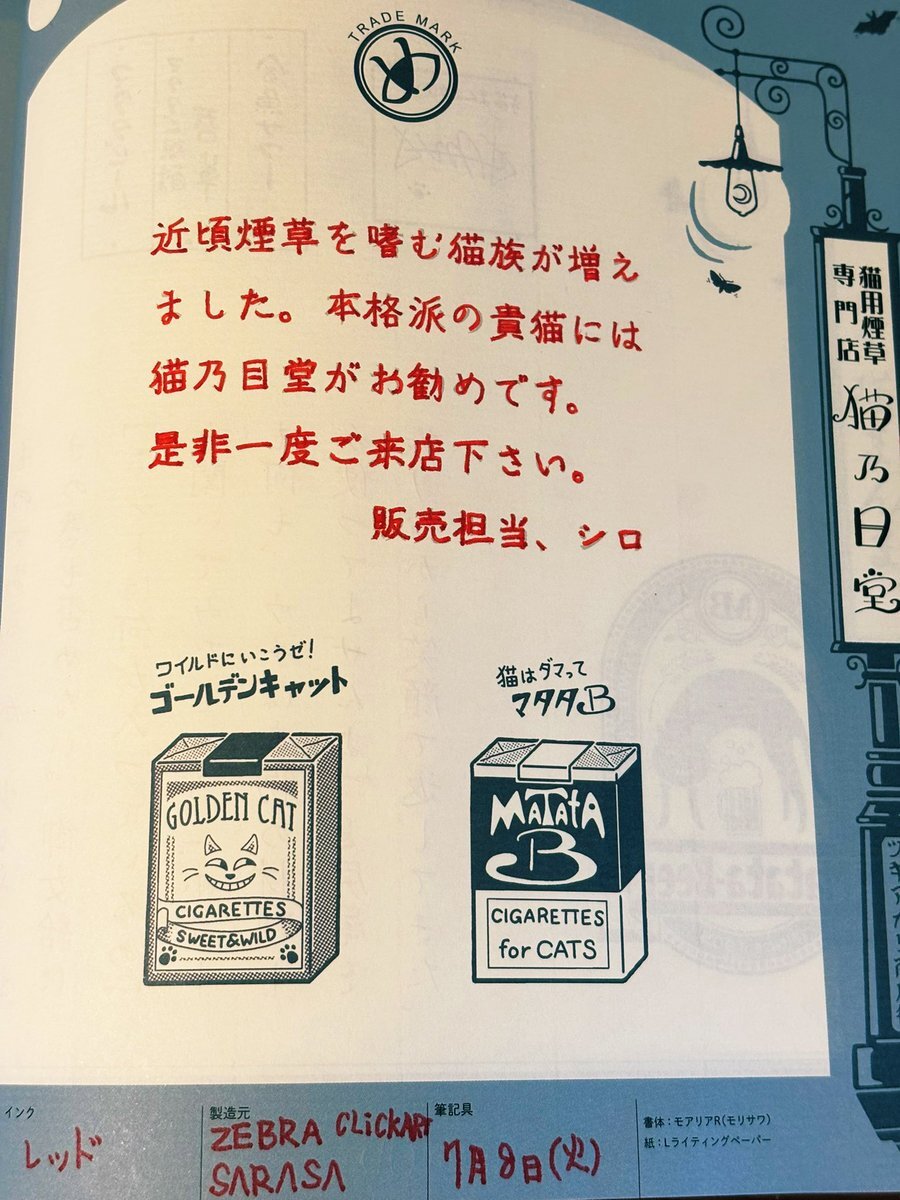 TRADE MARK
め
近頃煙草を嗜む猫族が増え
ました。本格派の貴猫には
猫乃目堂がお勧めです。
是非一度ご来店下さい。
販売担当、シロ
猫用煙草
専門店
猫乃目堂
ワイルドにいこうゼ!
ゴールデンキャット
GOLDEN CAT
CIGARETTES
SWEET&WILD
猫はダマって
マタタB
MATATA
B
CIGARETTES
for CATS
インク
レッド
製造元
ZEBRA CLiCKART
SARASA
筆記具
7月8日(火)
書体:モアリアR(モリサワ)
紙:Lライティングペーパー